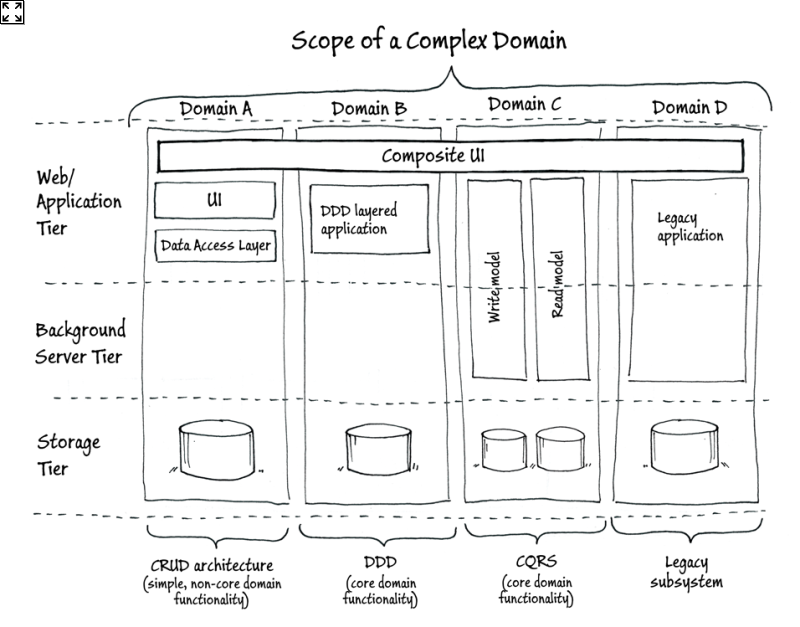 Scope of a Complex Domain
Domain A
Domain B
Domain C
Domain D
Web/
Application
Tier
Composite UI
UI
Data Access Layer
DDD layered
application
Write model
Read model
Legacy
application
Background
Server Tier
Storage
Tier
CRUD architecture
(simple, non-core domain
functionality)
DDD
(core domain
functionality)
CQRS
(core domain
functionality)
Legacy
subsystem